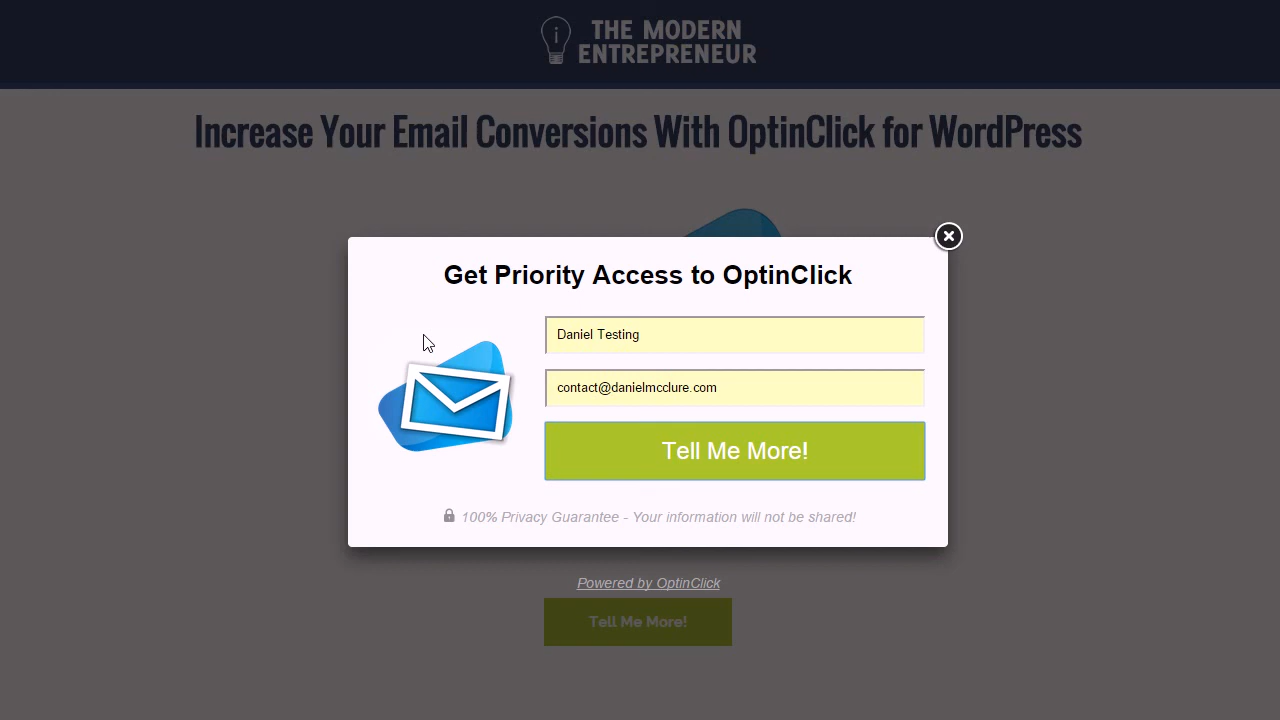 THE MODERN
ENTREPRENEUR
Increase Your Email Conversions With OptinClick for WordPress
Get Priority Access to OptinClick
Daniel Testing
contact@danielmcclure.com
Tell Me More!
100% Privacy Guarantee - Your information will not be shared!
Powered by OptinClick
Tell Me More!